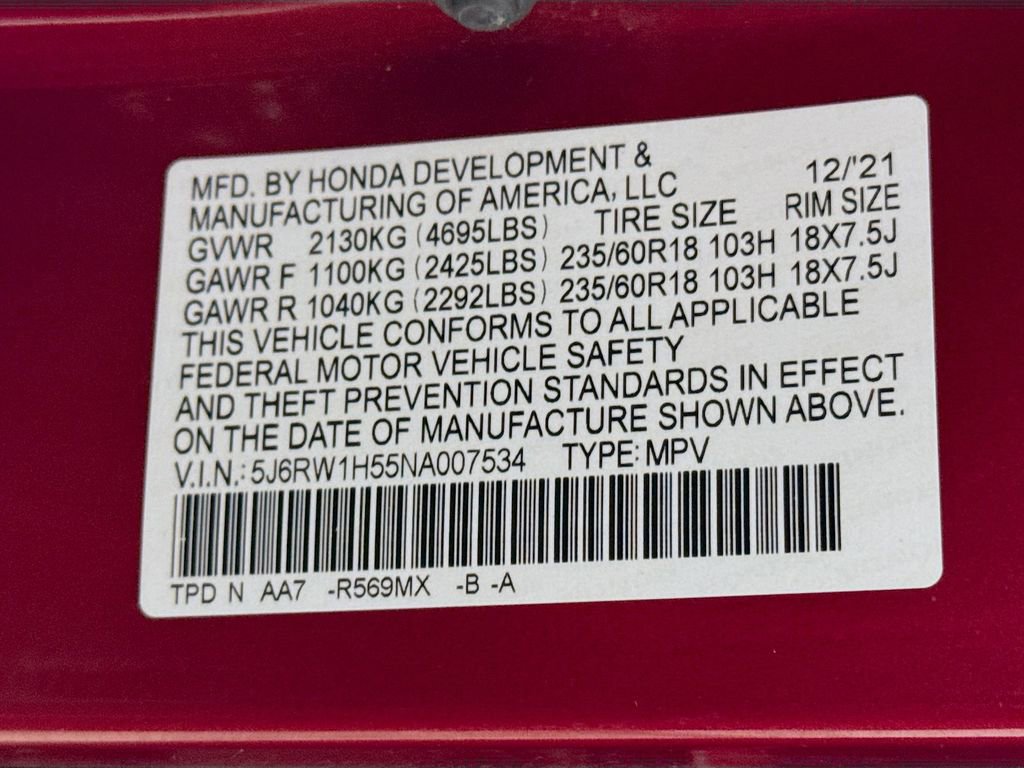 MFD. BY HONDA DEVELOPMENT &
MANUFACTURING OF AMERICA, LLC 12/'21
GVWR 2130KG (4695LBS) TIRE SIZE RIM SIZE
GAWR F 1100KG (2425LBS) 235/60R18 103H 18X7.5J
GAWR R 1040KG (2292LBS) 235/60R18 103H 18X7.5J
THIS VEHICLE CONFORMS TO ALL APPLICABLE
FEDERAL MOTOR VEHICLE SAFETY
AND THEFT PREVENTION STANDARDS IN EFFECT
ON THE DATE OF MANUFACTURE SHOWN ABOVE.
V.I.N.: 5J6RW1H55NA007534 TYPE: MPV
TPD N AA7 -R569MX -B -A